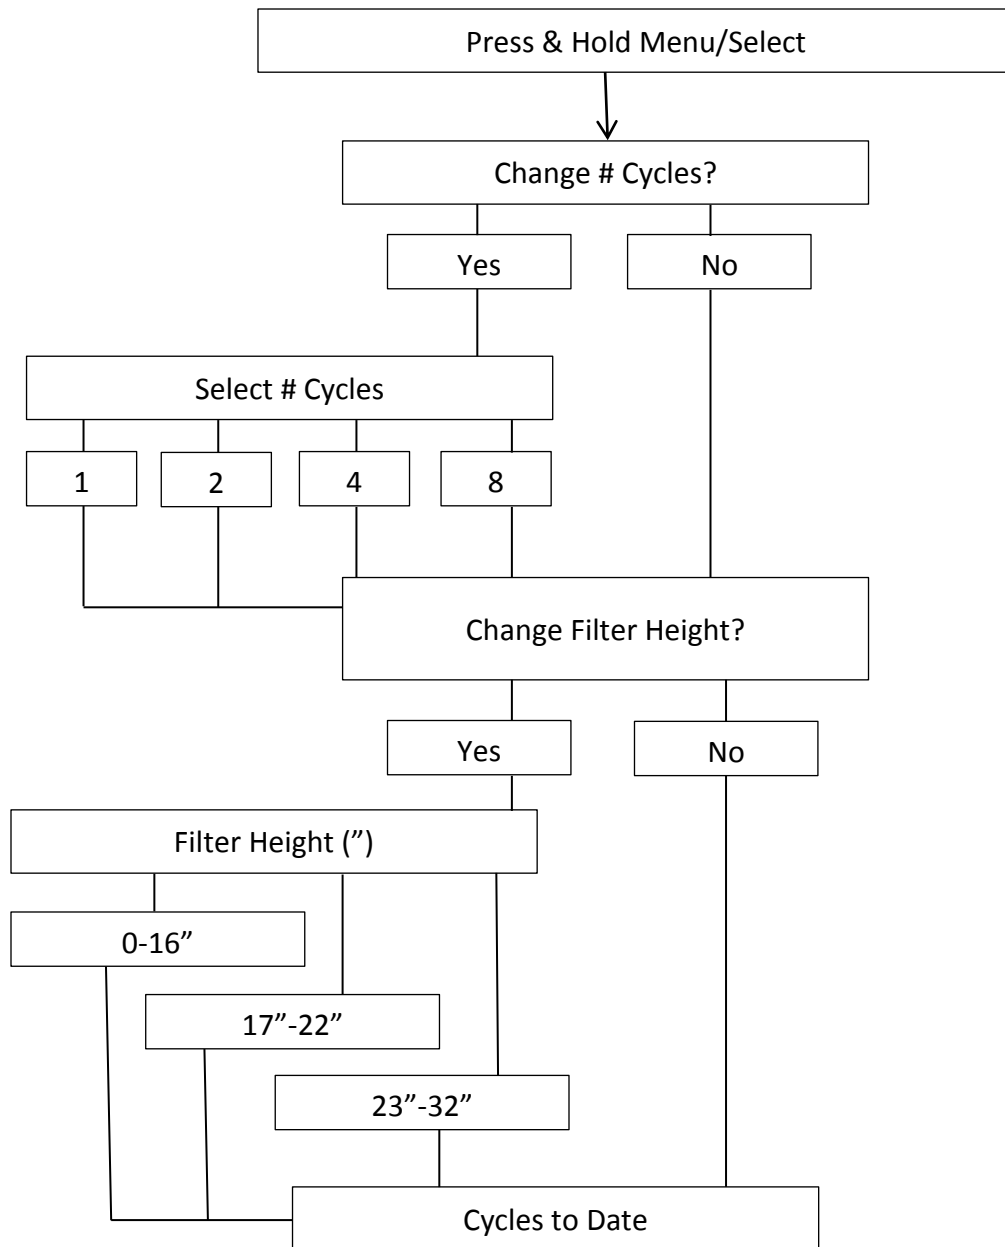 Press & Hold Menu/Select
Change # Cycles?
Yes
No
Select # Cycles
1
2
4
8
Change Filter Height?
Yes
No
Filter Height (”)
0-16”
17”-22”
23”-32”
Cycles to Date